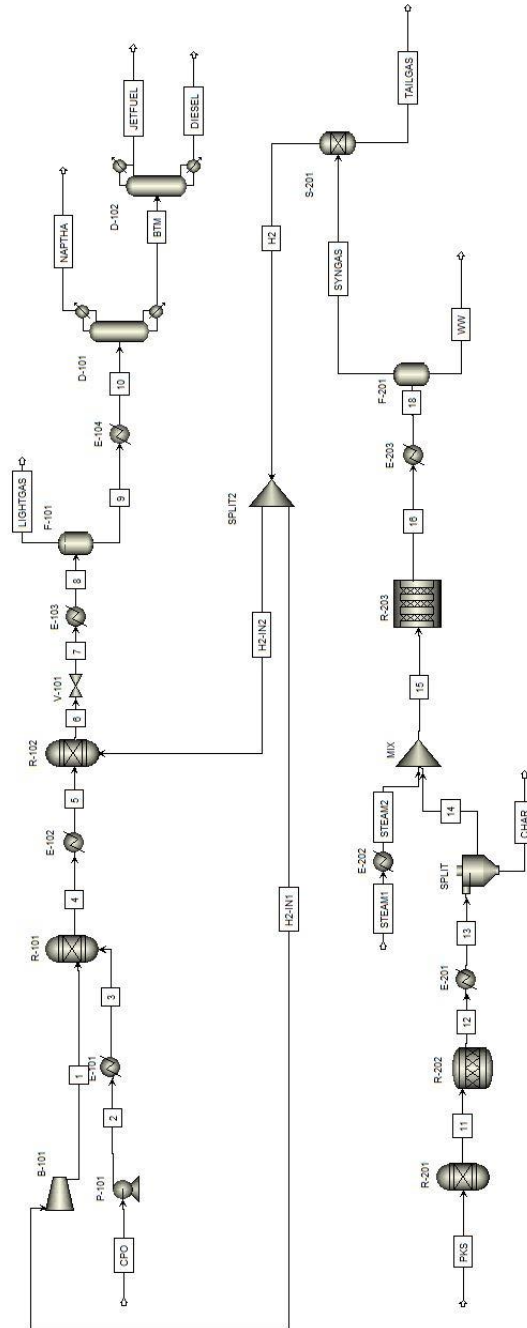 CPO
P-101
2
E-101
3
B-101
1
R-101
4
E-102
5
R-102
6
V-101
7
E-103
8
F-101
LIGHTGAS
9
E-104
10
D-101
NAPTHA
BTM
D-102
JETFUEL
DIESEL
H2-IN1
H2-IN2
SPLIT2
H2
S-201
TAILGAS
SYNGAS
PKS
R-201
11
R-202
12
E-201
13
SPLIT
CHAR
14
STEAM1
E-202
STEAM2
MIX
15
R-203
16
E-203
18
F-201
WW